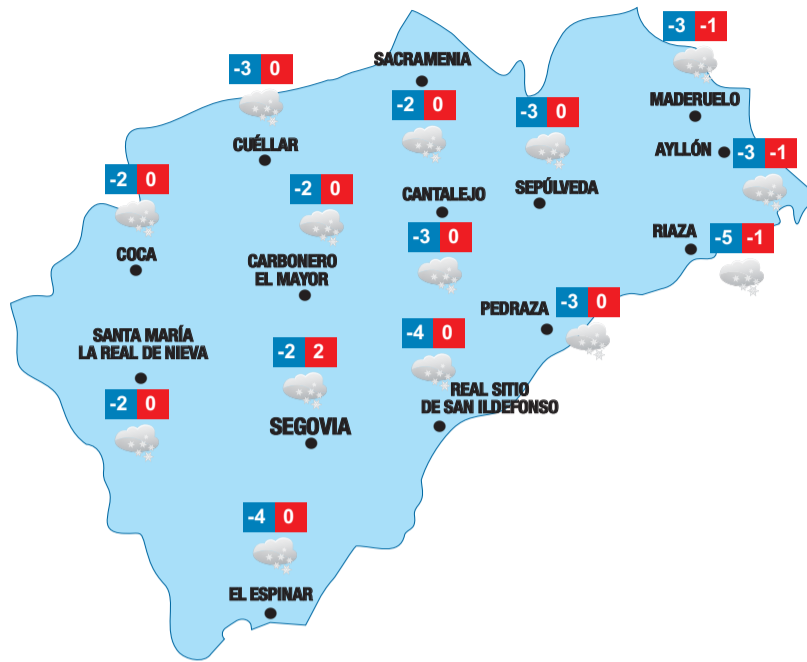 -3 -1
MADERUELO
SACRAMENIA
-2 0
-3 0
CUÉLLAR
-3 0
SEPÚLVEDA
AYLLÓN
-3 -1
-2 0
COCA
-2 0
CARBONERO
EL MAYOR
CANTALEJO
-3 0
RIAZA
-5 -1
PEDRAZA
-3 0
SANTA MARÍA
LA REAL DE NIEVA
-2 0
-2 2
SEGOVIA
-4 0
REAL SITIO
DE SAN ILDEFONSO
-4 0
EL ESPINAR